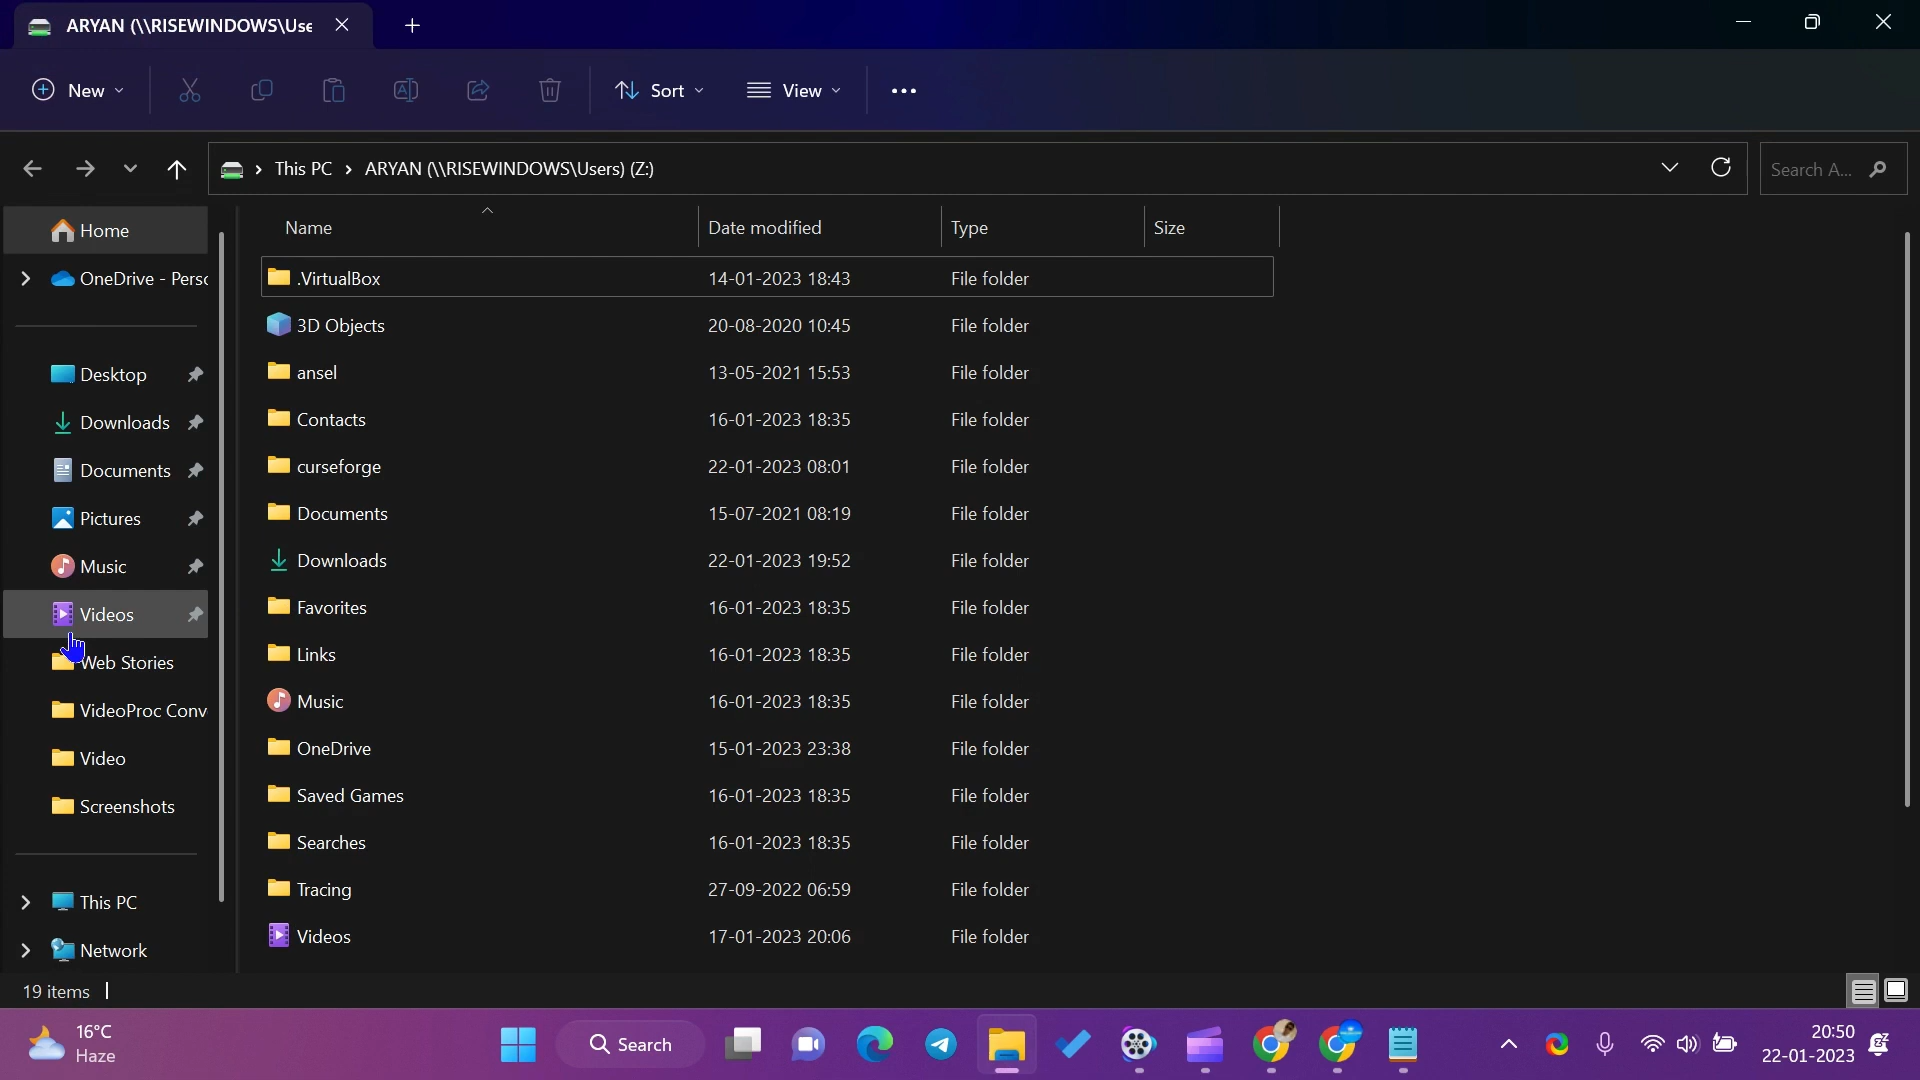 ARYAN (\\RISEWINDOWS\Use
New
Sort
View
This PC
ARYAN (\\RISEWINDOWS\Users) (Z:)
Search A...
Home
OneDrive - Persc
Desktop
Downloads
Documents
Pictures
Music
Videos
Web Stories
VideoProc Conv
Video
Screenshots
This PC
Network
Name Date modified Type Size
.VirtualBox 14-01-2023 18:43 File folder
3D Objects 20-08-2020 10:45 File folder
ansel 13-05-2021 15:53 File folder
Contacts 16-01-2023 18:35 File folder
curseforge 22-01-2023 08:01 File folder
Documents 15-07-2021 08:19 File folder
Downloads 22-01-2023 19:52 File folder
Favorites 16-01-2023 18:35 File folder
Links 16-01-2023 18:35 File folder
Music 16-01-2023 18:35 File folder
OneDrive 15-01-2023 23:38 File folder
Saved Games 16-01-2023 18:35 File folder
Searches 16-01-2023 18:35 File folder
Tracing 27-09-2022 06:59 File folder
Videos 17-01-2023 20:06 File folder
19 items
16°C
Haze
Search
20:50
22-01-2023